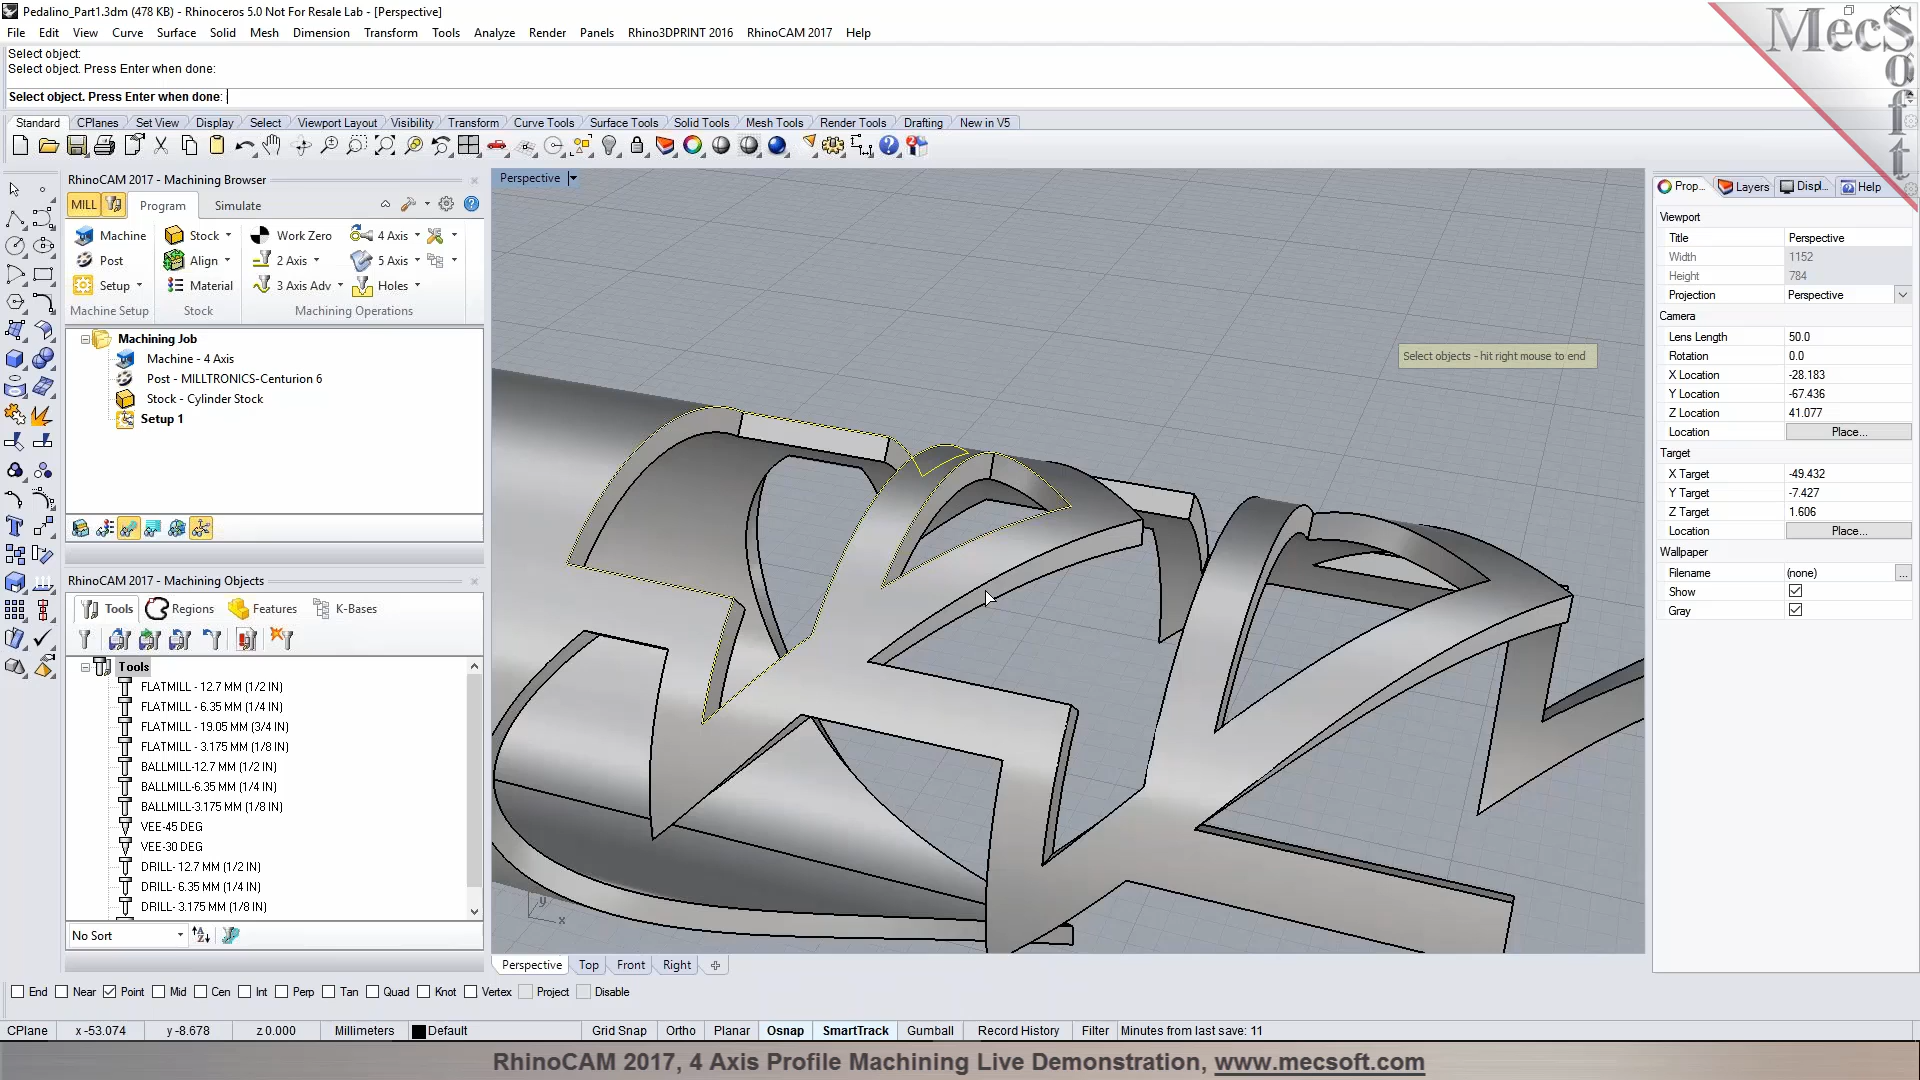 Pedalino_Part1.3dm (478 KB) - Rhinoceros 5.0 Not For Resale Lab - [Perspective]
File Edit View Curve Surface Solid Mesh Dimension Transform Tools Analyze Render Panels Rhino3DPRINT 2016 RhinoCAM 2017 Help
MecSoft
Select object:
Select object. Press Enter when done:
Select object. Press Enter when done:
Standard CPlanes Set View Display Select Viewport Layout Visibility Transform Curve Tools Surface Tools Solid Tools Mesh Tools Render Tools Drafting New in V5
RhinoCAM 2017 - Machining Browser
MILL Program Simulate
Machine Stock Work Zero 4 Axis
Post Align 2 Axis 5 Axis
Setup Material 3 Axis Adv Holes
Machine Setup Stock Machining Operations
Machining Job
Machine - 4 Axis
Post - MILLTRONICS-Centurion 6
Stock - Cylinder Stock
Setup 1
RhinoCAM 2017 - Machining Objects
Tools Regions Features K-Bases
Tools
FLATMILL - 12.7 MM (1/2 IN)
FLATMILL - 6.35 MM (1/4 IN)
FLATMILL - 19.05 MM (3/4 IN)
FLATMILL - 3.175 MM (1/8 IN)
BALLMILL-12.7 MM (1/2 IN)
BALLMILL-6.35 MM (1/4 IN)
BALLMILL-3.175 MM (1/8 IN)
VEE-45 DEG
VEE-30 DEG
DRILL- 12.7 MM (1/2 IN)
DRILL- 6.35 MM (1/4 IN)
DRILL- 3.175 MM (1/8 IN)
No Sort
Perspective
Select objects - hit right mouse to end
y
x
Perspective Top Front Right
Prop... Layers Displ... Help
Viewport
Title Perspective
Width 1152
Height 784
Projection Perspective
Camera
Lens Length 50.0
Rotation 0.0
X Location -28.183
Y Location -67.436
Z Location 41.077
Location Place...
Target
X Target -49.432
Y Target -7.427
Z Target 1.606
Location Place...
Wallpaper
Filename (none) ...
Show
Gray
End Near Point Mid Cen Int Perp Tan Quad Knot Vertex Project Disable
CPlane x -53.074 y -8.678 z 0.000 Millimeters Default Grid Snap Ortho Planar Osnap SmartTrack Gumball Record History Filter Minutes from last save: 11
RhinoCAM 2017, 4 Axis Profile Machining Live Demonstration, www.mecsoft.com